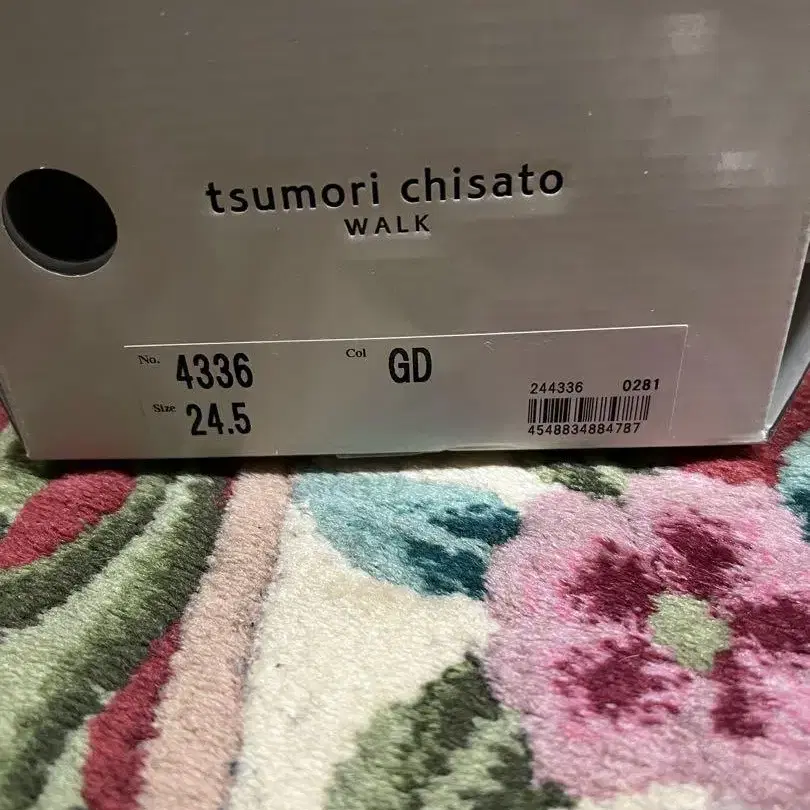 tsumori chisato
WALK
No. 4336 Col GD
Size 24.5
244336 0281
4548834884787